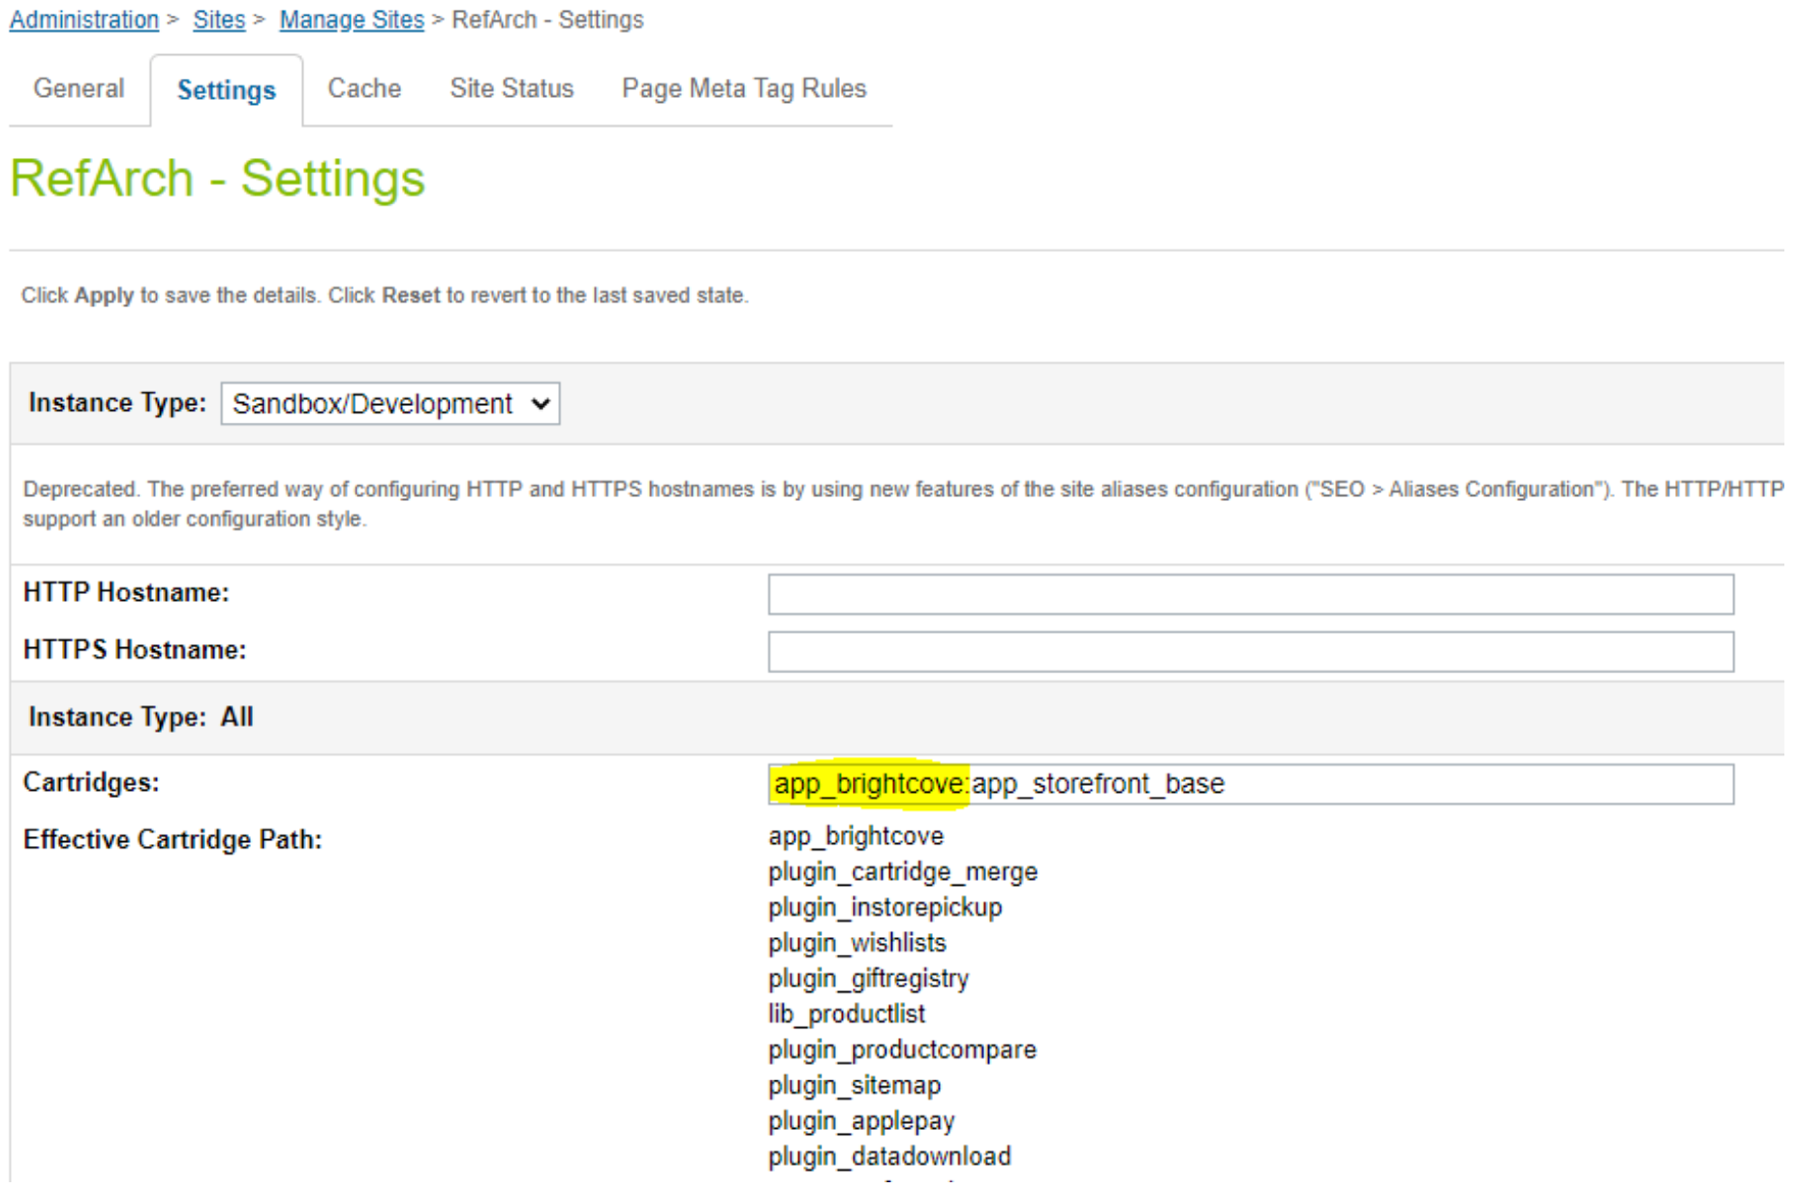 Administration > Sites > Manage Sites > RefArch - Settings
General Settings Cache Site Status Page Meta Tag Rules
RefArch - Settings
Click Apply to save the details. Click Reset to revert to the last saved state.
Instance Type: Sandbox/Development
Deprecated. The preferred way of configuring HTTP and HTTPS hostnames is by using new features of the site aliases configuration ("SEO > Aliases Configuration"). The HTTP/HTTP
support an older configuration style.
HTTP Hostname:
HTTPS Hostname:
Instance Type: All
Cartridges: app_brightcove:app_storefront_base
Effective Cartridge Path: app_brightcove
plugin_cartridge_merge
plugin_instorepickup
plugin_wishlists
plugin_giftregistry
lib_productlist
plugin_productcompare
plugin_sitemap
plugin_applepay
plugin_datadownload